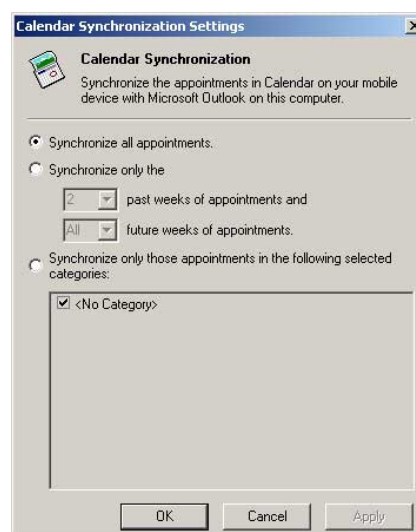 Calendar Synchronization Settings
Calendar Synchronization
Synchronize the appointments in Calendar on your mobile
device with Microsoft Outlook on this computer.
Synchronize all appointments.
Synchronize only the
2 past weeks of appointments and
All future weeks of appointments.
Synchronize only those appointments in the following selected
categories:
<No Category>
OK Cancel Apply